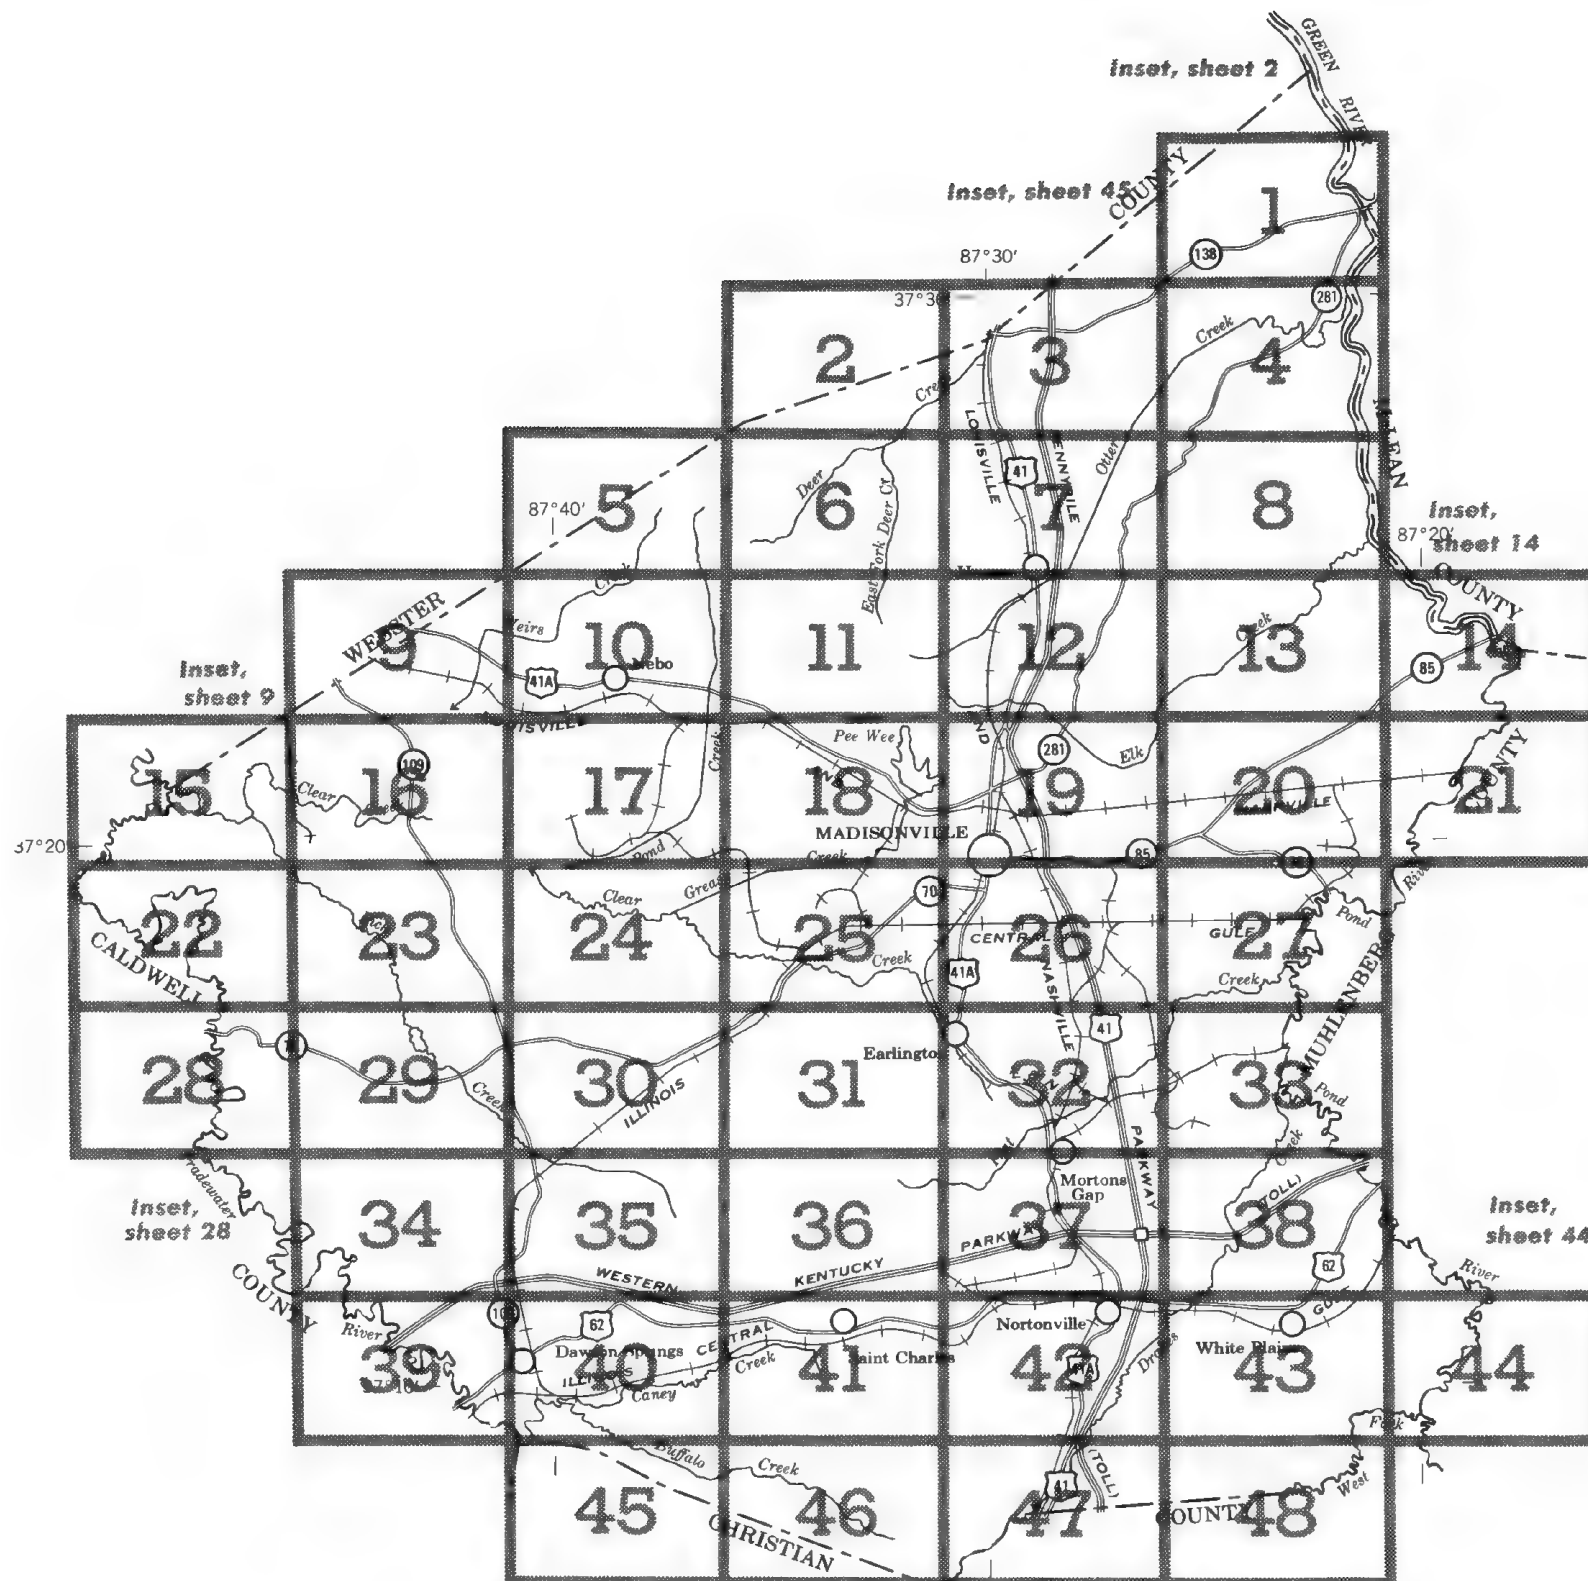 GREEN
RIVER
Inset, sheet 2
Inset, sheet 45
COUNTY
1
138
87°30'
281
2
3
4
Creek
LOUISVILLE
41
Otter
5
87°40'
Deer
6
East Fork Deer Cr
7
8
Inset,
sheet 14
87°20'
COUNTY
WEBSTER
9
10
Nebo
41A
11
12
Creek
13
14
85
Inset,
sheet 9
15
Clear
16
109
17
Creek
Pee Wee
18
281
19
Elk
20
21
COUNTY
37°20'
MADISONVILLE
Pond
Creek
85
22
CALDWELL
23
Clear
24
25
Creek
70
CENTRAL
26
GULF
27
Pond
River
41A
NASHVILLE
Creek
MUHLENBERG
28
29
Creek
30
ILLINOIS
31
Earlington
32
41
33
Pond
Tradewater
Inset,
sheet 28
COUNTY
34
35
36
Mortons
Gap
37
PARKWAY
38
(TOLL)
62
Inset,
sheet 44
River
WESTERN
KENTUCKY
PARKWAY
River
39
62
Dawson Springs
40
ILLINOIS
CENTRAL
Creek
Caney
41
Saint Charles
Nortonville
42
41A
White Plains
43
44
Fork
West
Buffalo
Creek
45
46
CHRISTIAN
41
47
(TOLL)
COUNTY
48